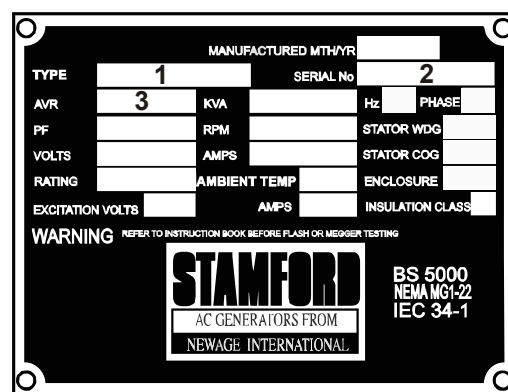 MANUFACTURED MTH/YR
TYPE 1 SERIAL No 2
AVR 3 KVA Hz PHASE
PF RPM STATOR WDG
VOLTS AMPS STATOR COG
RATING AMBIENT TEMP ENCLOSURE
EXCITATION VOLTS AMPS INSULATION CLASS
WARNING REFER TO INSTRUCTION BOOK BEFORE FLASH OR MEGGER TESTING
STAMFORD
AC GENERATORS FROM
NEWAGE INTERNATIONAL
BS 5000
NEMA MG1-22
IEC 34-1